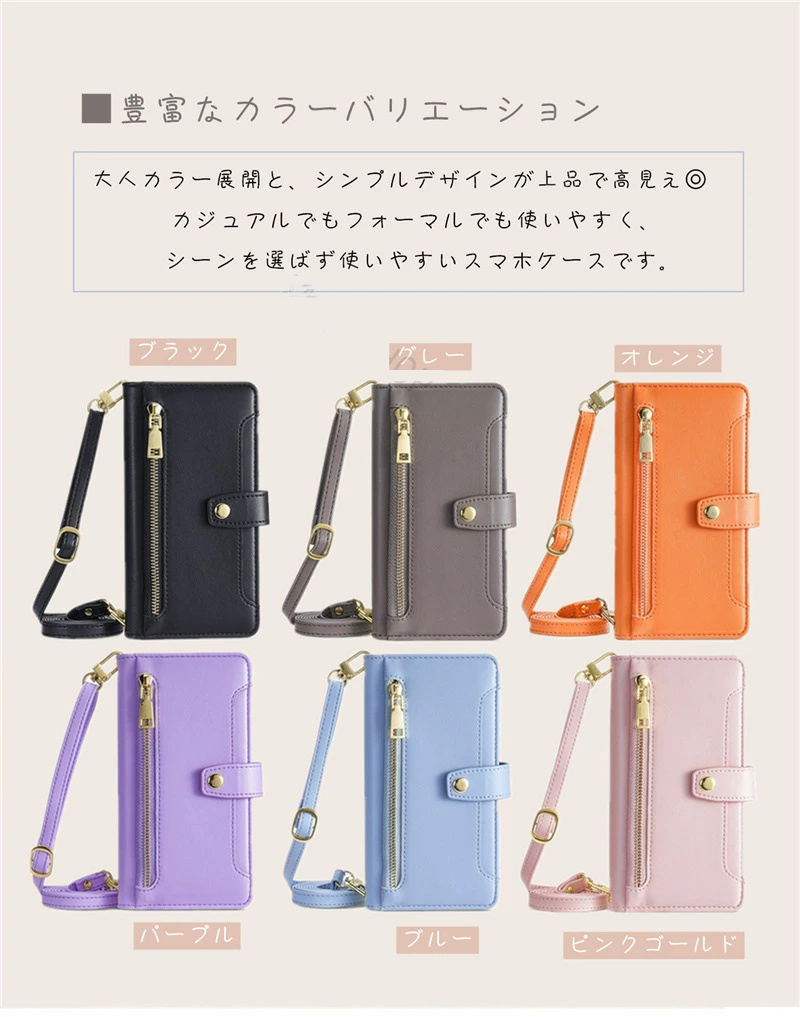 ■豊富なカラーバリエーション
大人カラー展開と、シンプルデザインが上品で高見え◎
カジュアルでもフォーマルでも使いやすく、
シーンを選ばず使いやすいスマホケースです。
ブラック
グレー
オレンジ
パープル
ブルー
ピンクゴールド